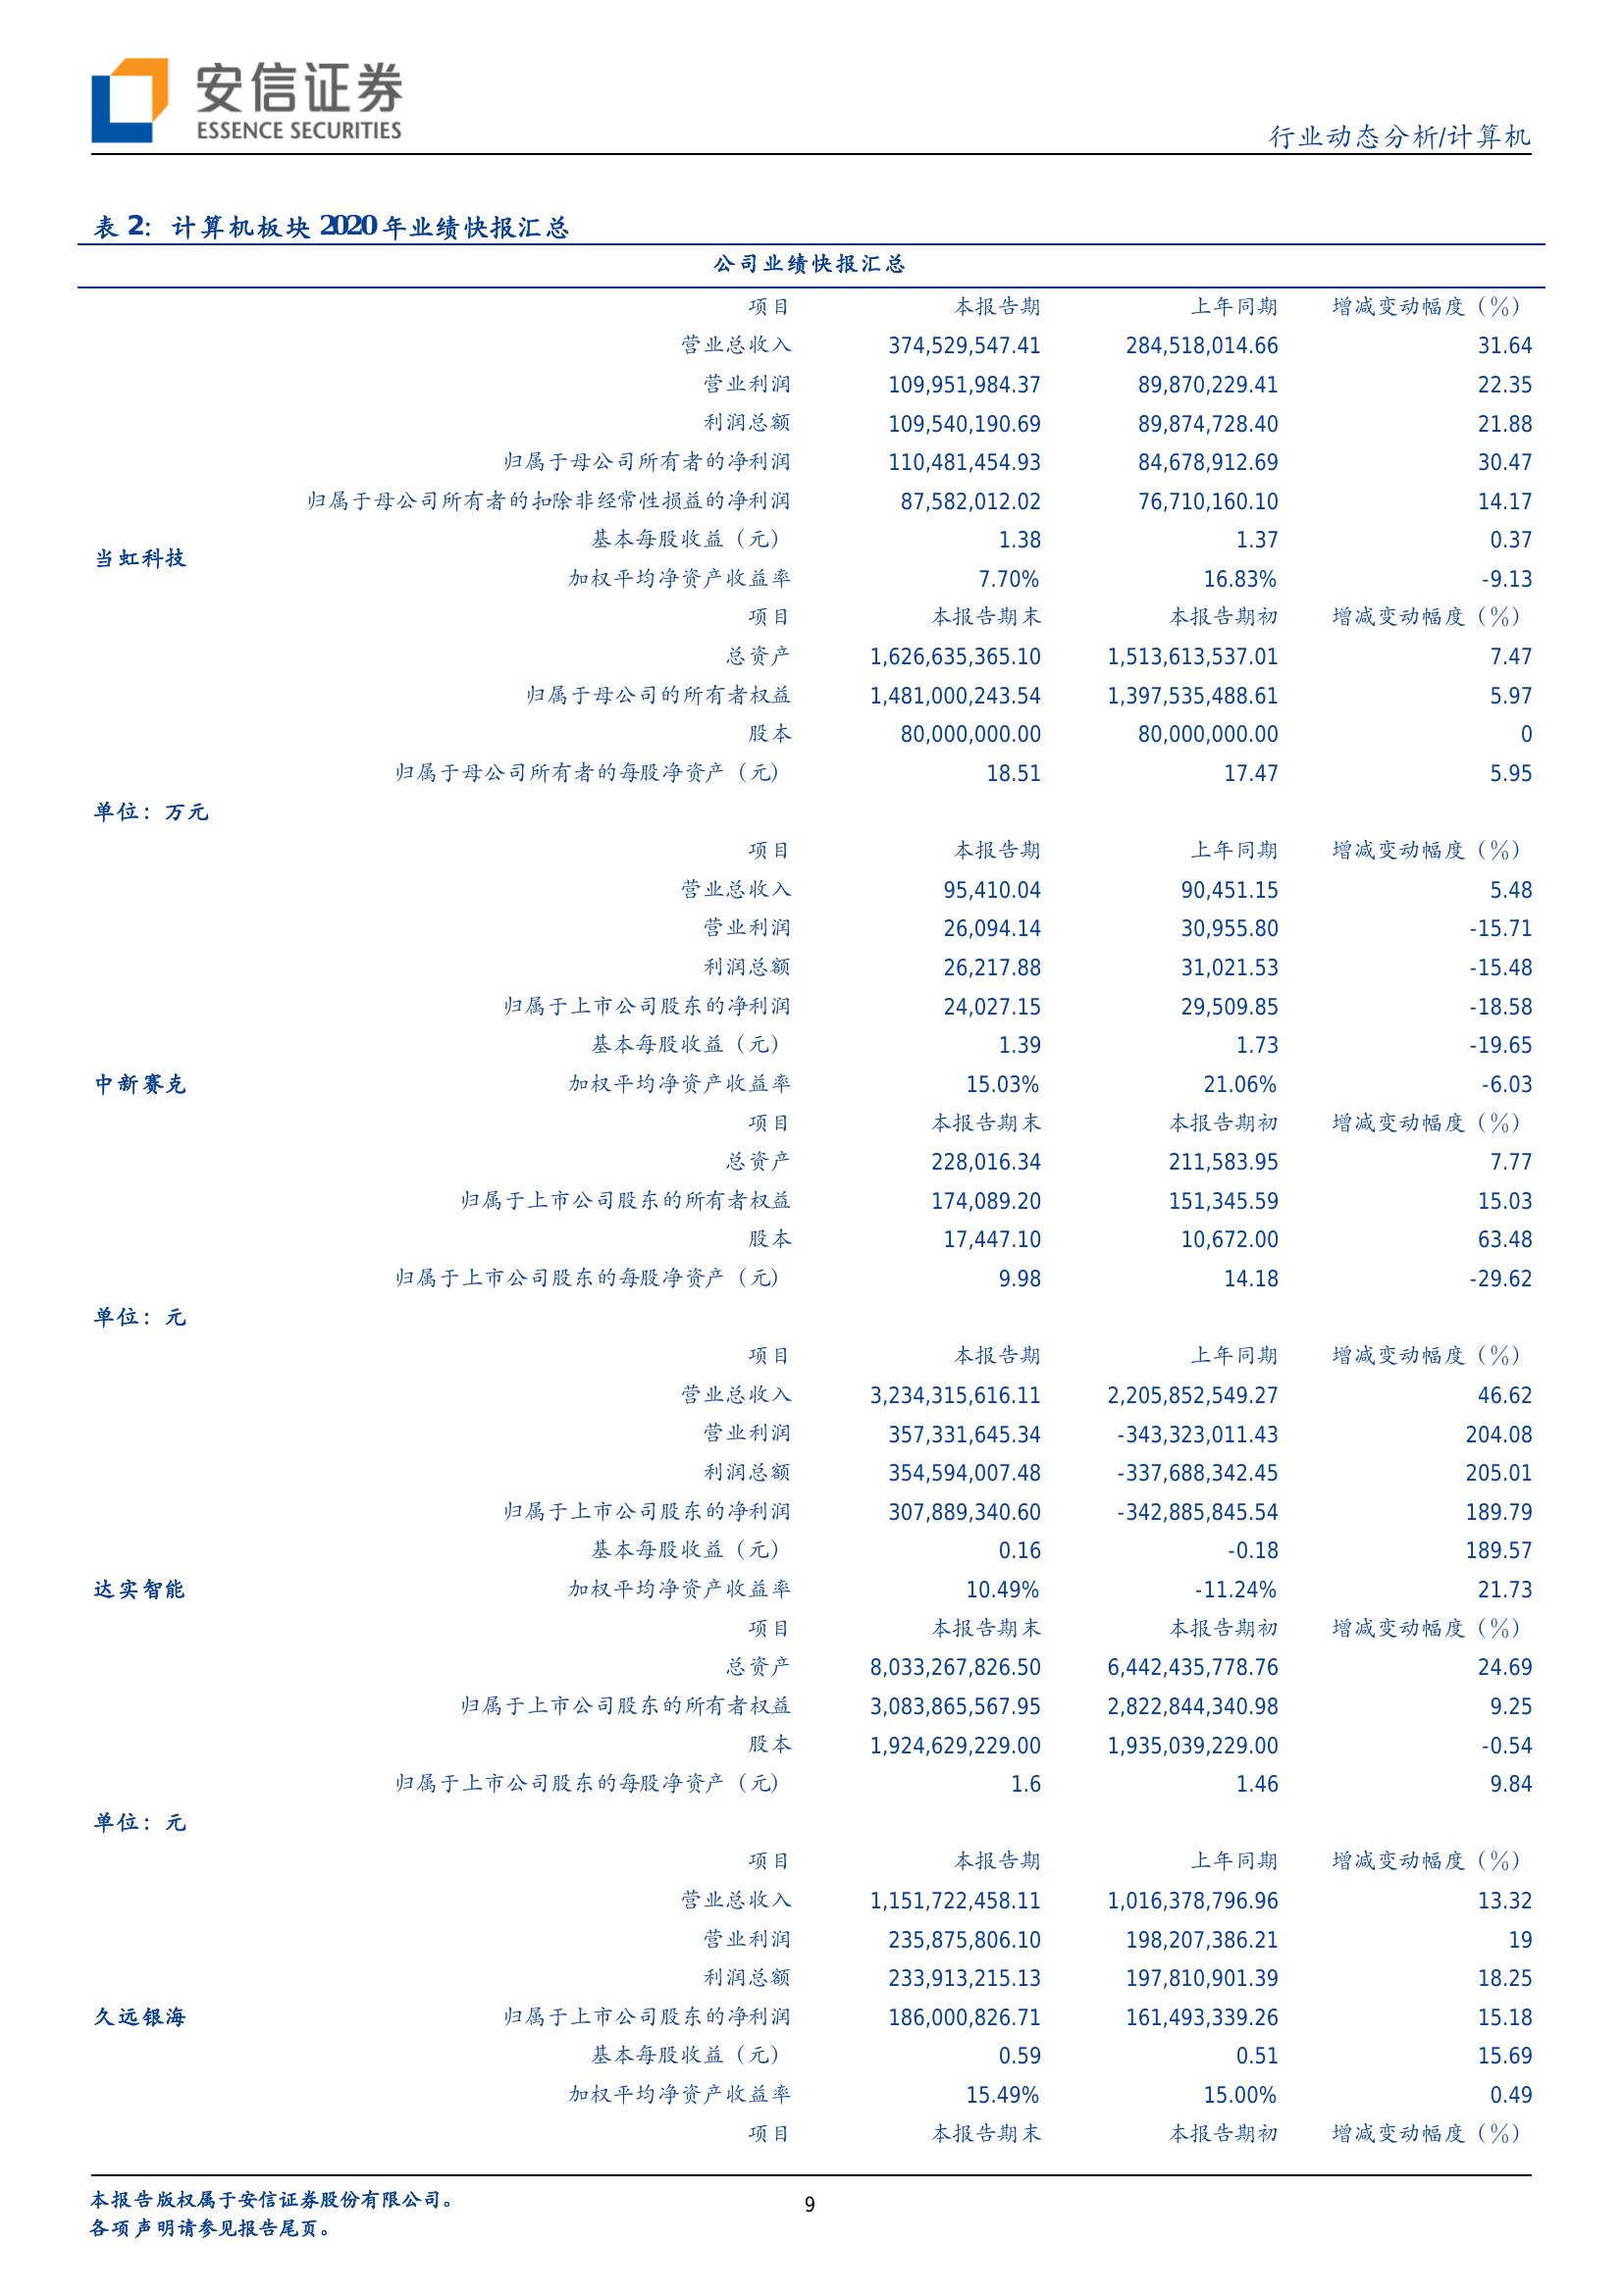 安信证券
ESSENCE SECURITIES
行业动态分析/计算机
表 2：计算机板块 2020 年业绩快报汇总
公司业绩快报汇总
项目 本报告期 上年同期 增减变动幅度（%）
营业总收入 374,529,547.41 284,518,014.66 31.64
营业利润 109,951,984.37 89,870,229.41 22.35
利润总额 109,540,190.69 89,874,728.40 21.88
归属于母公司所有者的净利润 110,481,454.93 84,678,912.69 30.47
归属于母公司所有者的扣除非经常性损益的净利润 87,582,012.02 76,710,160.10 14.17
基本每股收益（元） 1.38 1.37 0.37
当虹科技
加权平均净资产收益率 7.70% 16.83% -9.13
项目 本报告期末 本报告期初 增减变动幅度（%）
总资产 1,626,635,365.10 1,513,613,537.01 7.47
归属于母公司的所有者权益 1,481,000,243.54 1,397,535,488.61 5.97
股本 80,000,000.00 80,000,000.00 0
归属于母公司所有者的每股净资产（元） 18.51 17.47 5.95
单位：万元
项目 本报告期 上年同期 增减变动幅度（%）
营业总收入 95,410.04 90,451.15 5.48
营业利润 26,094.14 30,955.80 -15.71
利润总额 26,217.88 31,021.53 -15.48
归属于上市公司股东的净利润 24,027.15 29,509.85 -18.58
基本每股收益（元） 1.39 1.73 -19.65
中新赛克 加权平均净资产收益率 15.03% 21.06% -6.03
项目 本报告期末 本报告期初 增减变动幅度（%）
总资产 228,016.34 211,583.95 7.77
归属于上市公司股东的所有者权益 174,089.20 151,345.59 15.03
股本 17,447.10 10,672.00 63.48
归属于上市公司股东的每股净资产（元） 9.98 14.18 -29.62
单位：元
项目 本报告期 上年同期 增减变动幅度（%）
营业总收入 3,234,315,616.11 2,205,852,549.27 46.62
营业利润 357,331,645.34 -343,323,011.43 204.08
利润总额 354,594,007.48 -337,688,342.45 205.01
归属于上市公司股东的净利润 307,889,340.60 -342,885,845.54 189.79
基本每股收益（元） 0.16 -0.18 189.57
达实智能 加权平均净资产收益率 10.49% -11.24% 21.73
项目 本报告期末 本报告期初 增减变动幅度（%）
总资产 8,033,267,826.50 6,442,435,778.76 24.69
归属于上市公司股东的所有者权益 3,083,865,567.95 2,822,844,340.98 9.25
股本 1,924,629,229.00 1,935,039,229.00 -0.54
归属于上市公司股东的每股净资产（元） 1.6 1.46 9.84
单位：元
项目 本报告期 上年同期 增减变动幅度（%）
营业总收入 1,151,722,458.11 1,016,378,796.96 13.32
营业利润 235,875,806.10 198,207,386.21 19
利润总额 233,913,215.13 197,810,901.39 18.25
久远银海 归属于上市公司股东的净利润 186,000,826.71 161,493,339.26 15.18
基本每股收益（元） 0.59 0.51 15.69
加权平均净资产收益率 15.49% 15.00% 0.49
项目 本报告期末 本报告期初 增减变动幅度（%）
本报告版权属于安信证券股份有限公司。
各项声明请参见报告尾页。
9